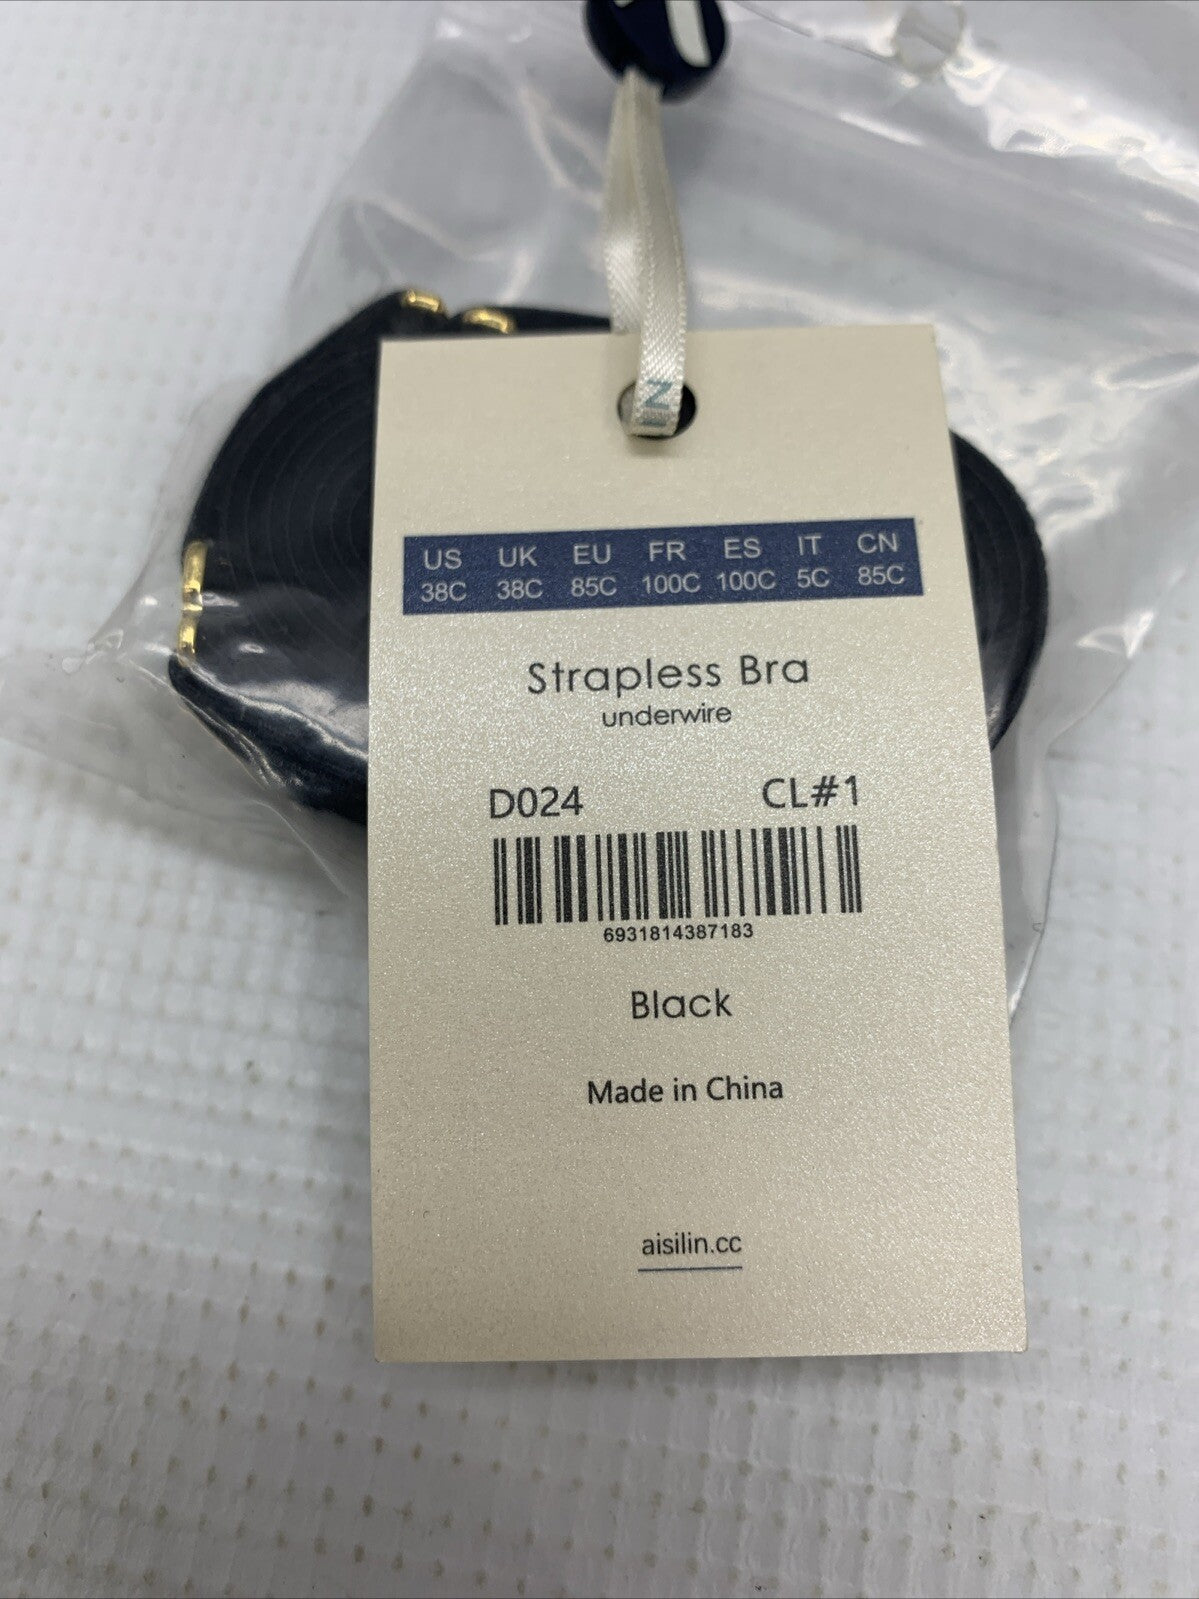 US UK EU FR ES IT CN
38C 38C 85C 100C 100C 5C 85C
Strapless Bra
underwire
D024 CL#1
6931814387183
Black
Made in China
aisilin.cc